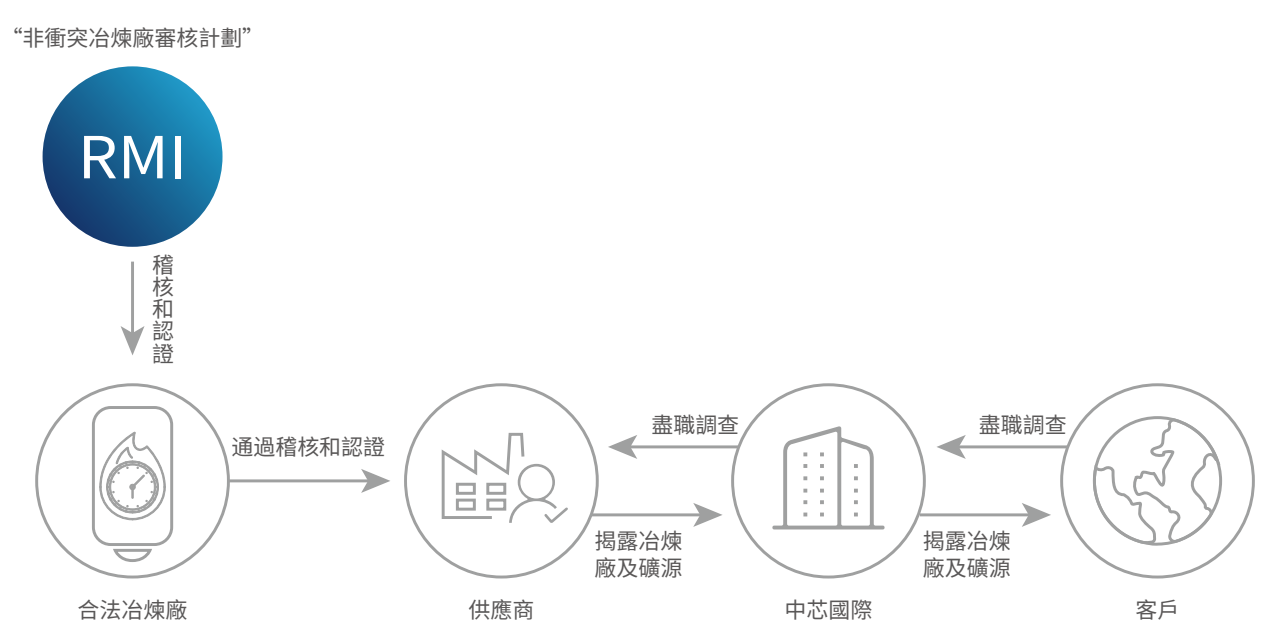 “非衝突冶煉廠審核計劃”
RMI
稽核和認證
通過稽核和認證
盡職調查
盡職調查
揭露冶煉
廠及礦源
揭露冶煉
廠及礦源
合法冶煉廠
供應商
中芯國際
客戶